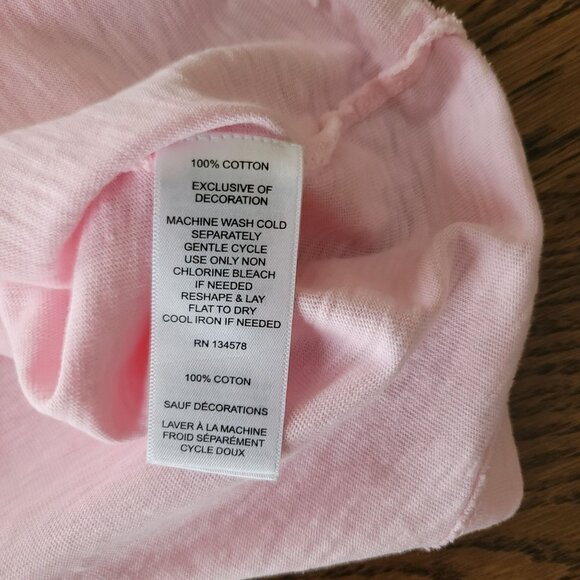 100% COTTON
EXCLUSIVE OF
DECORATION
MACHINE WASH COLD
SEPARATELY
GENTLE CYCLE
USE ONLY NON
CHLORINE BLEACH
IF NEEDED
RESHAPE & LAY
FLAT TO DRY
COOL IRON IF NEEDED
RN 134578
100% COTON
SAUF DÉCORATIONS
LAVER À LA MACHINE
FROID SÉPARÉMENT
CYCLE DOUX